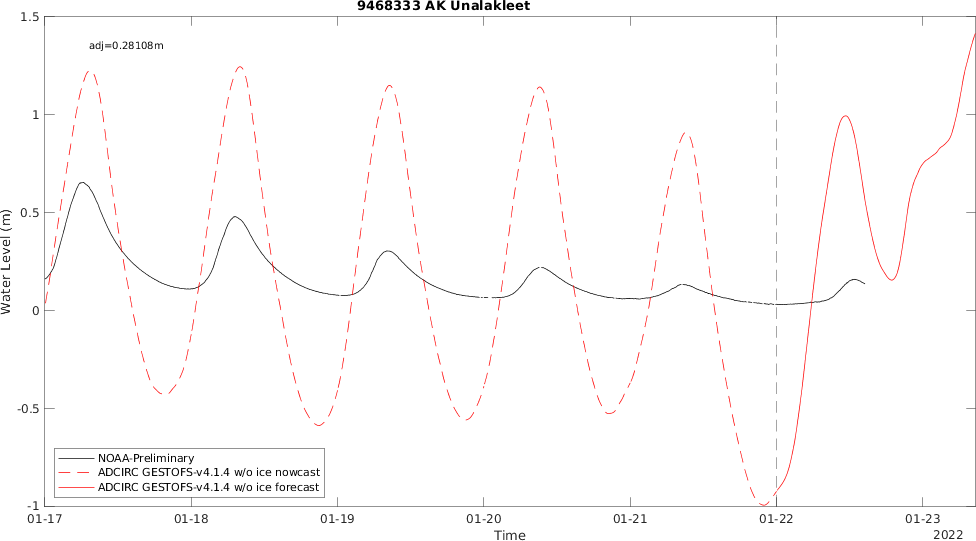 9468333 AK Unalakleet
adj=0.28108m
Water Level (m)
1.5
1
0.5
0
-0.5
-1
NOAA-Preliminary
ADCIRC GESTOFS-v4.1.4 w/o ice nowcast
ADCIRC GESTOFS-v4.1.4 w/o ice forecast
01-17 01-18 01-19 01-20 01-21 01-22 01-23
Time
2022